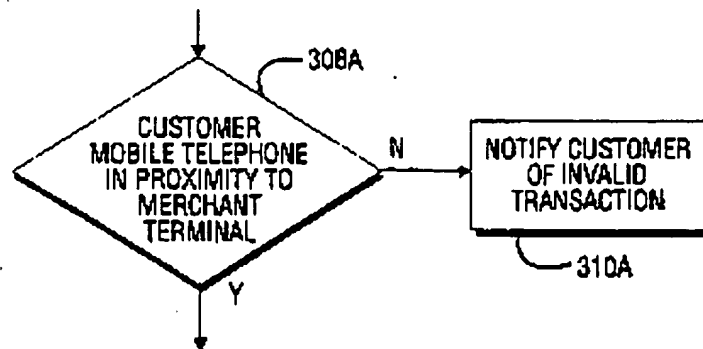 308A
CUSTOMER
MOBILE TELEPHONE
IN PROXIMITY TO
MERCHANT
TERMINAL
N
NOTIFY CUSTOMER
OF INVALID
TRANSACTION
310A
Y